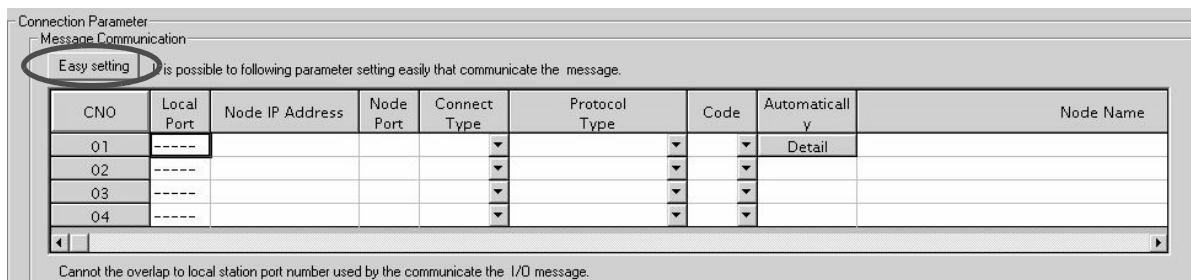 Connection Parameter
Message Communication
Easy setting
is possible to following parameter setting easily that communicate the message.
CNO Local Port Node IP Address Node Port Connect Type Protocol Type Code Automaticall y Node Name
01 ----- Detail
02 -----
03 -----
04 -----
Cannot the overlap to local station port number used by the communicate the I/O message.